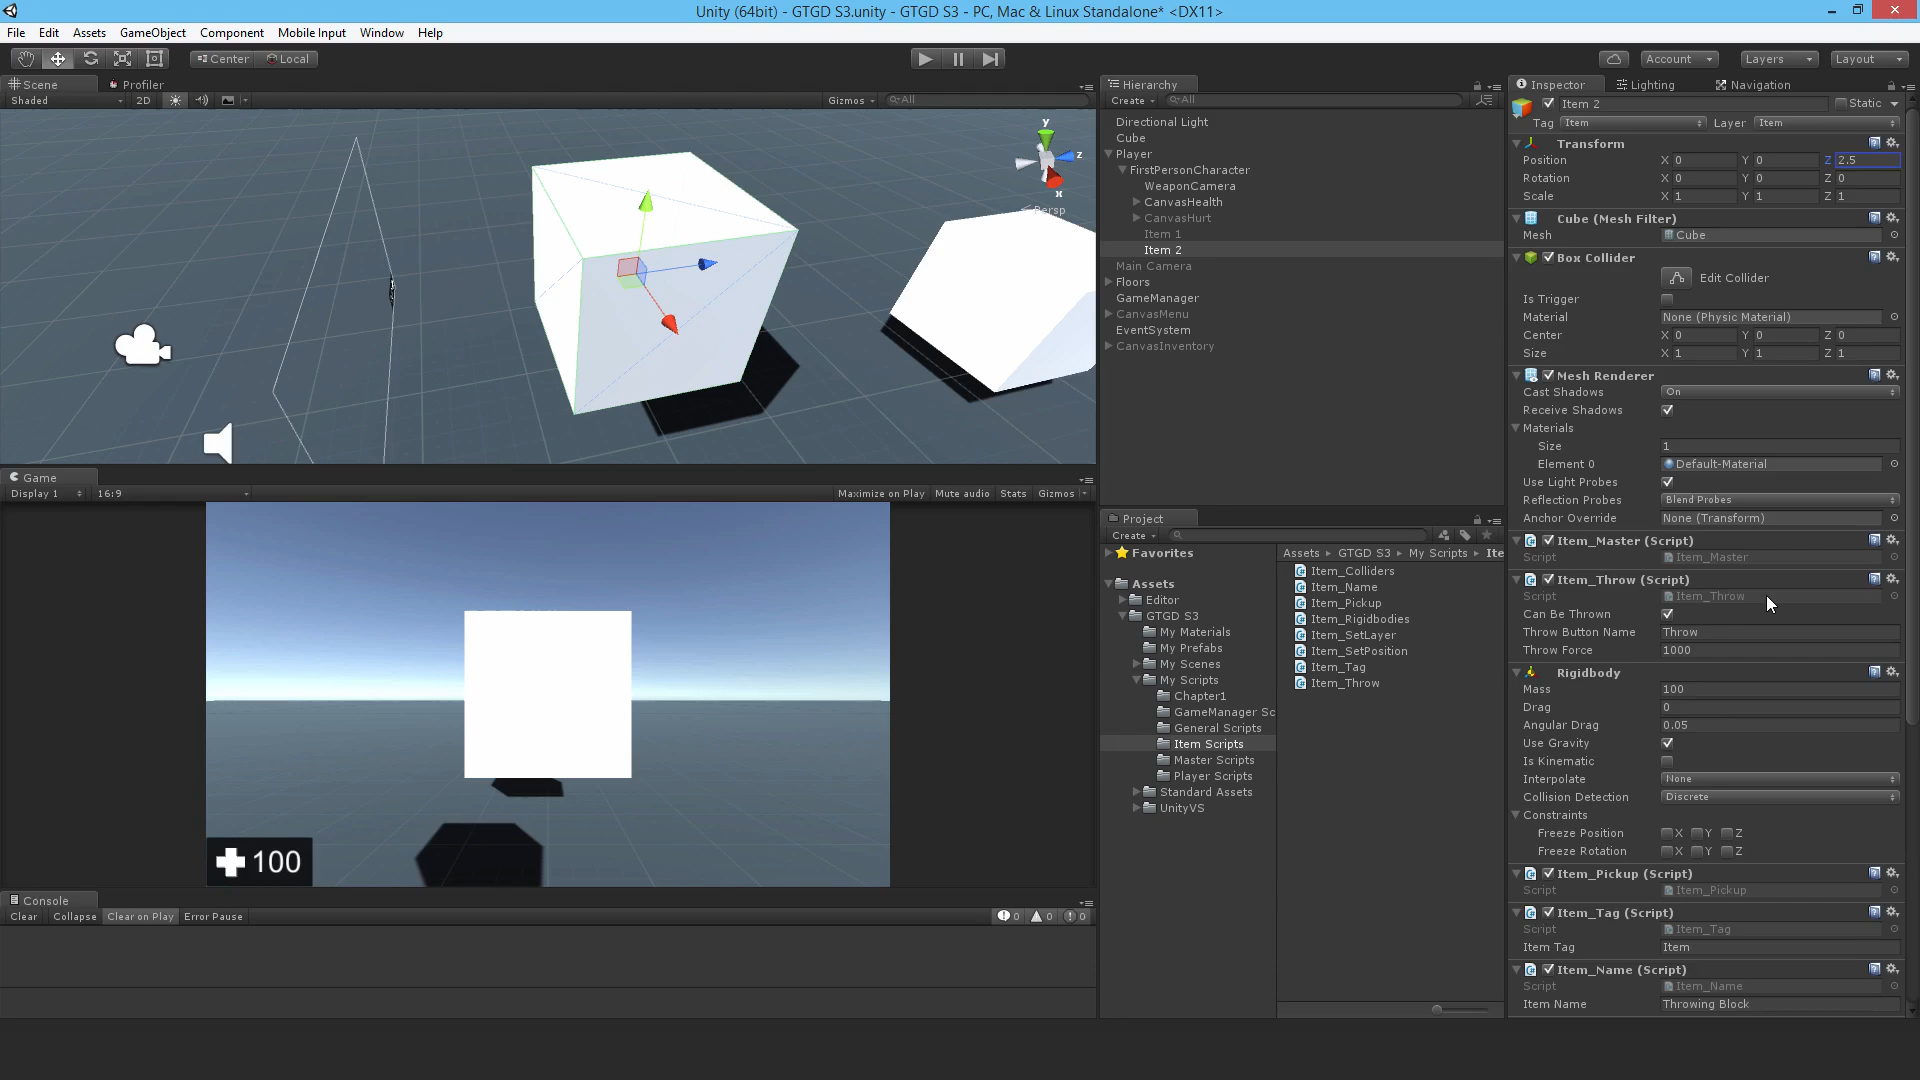 Unity (64bit) - GTGD S3.unity - GTGD S3 - PC, Mac & Linux Standalone* <DX11>
File Edit Assets GameObject Component Mobile Input Window Help
Center Local Account Layers Layout
Scene Profiler
Shaded 2D Gizmos All
y
z
x
Persp
Game
Display 1 16:9 Maximize on Play Mute audio Stats Gizmos
100
Console
Clear Collapse Clear on Play Error Pause 0 0 0
Hierarchy
Create All
Directional Light
Cube
Player
FirstPersonCharacter
WeaponCamera
CanvasHealth
CanvasHurt
Item 1
Item 2
Main Camera
Floors
GameManager
CanvasMenu
EventSystem
CanvasInventory
Project
Create
Favorites
Assets
Editor
GTGD S3
My Materials
My Prefabs
My Scenes
My Scripts
Chapter1
GameManager Sc
General Scripts
Item Scripts
Master Scripts
Player Scripts
Standard Assets
UnityVS
Assets GTGD S3 My Scripts Ite
Item_Colliders
Item_Name
Item_Pickup
Item_Rigidbodies
Item_SetLayer
Item_SetPosition
Item_Tag
Item_Throw
Inspector Lighting Navigation
Item 2 Static
Tag Item Layer Item
Transform
Position X 0 Y 0 Z 2.5
Rotation X 0 Y 0 Z 0
Scale X 1 Y 1 Z 1
Cube (Mesh Filter)
Mesh Cube
Box Collider
Edit Collider
Is Trigger
Material None (Physic Material)
Center X 0 Y 0 Z 0
Size X 1 Y 1 Z 1
Mesh Renderer
Cast Shadows On
Receive Shadows
Materials
Size 1
Element 0 Default-Material
Use Light Probes
Reflection Probes Blend Probes
Anchor Override None (Transform)
Item_Master (Script)
Script Item_Master
Item_Throw (Script)
Script Item_Throw
Can Be Thrown
Throw Button Name Throw
Throw Force 1000
Rigidbody
Mass 100
Drag 0
Angular Drag 0.05
Use Gravity
Is Kinematic
Interpolate None
Collision Detection Discrete
Constraints
Freeze Position X Y Z
Freeze Rotation X Y Z
Item_Pickup (Script)
Script Item_Pickup
Item_Tag (Script)
Script Item_Tag
Item Tag Item
Item_Name (Script)
Script Item_Name
Item Name Throwing Block